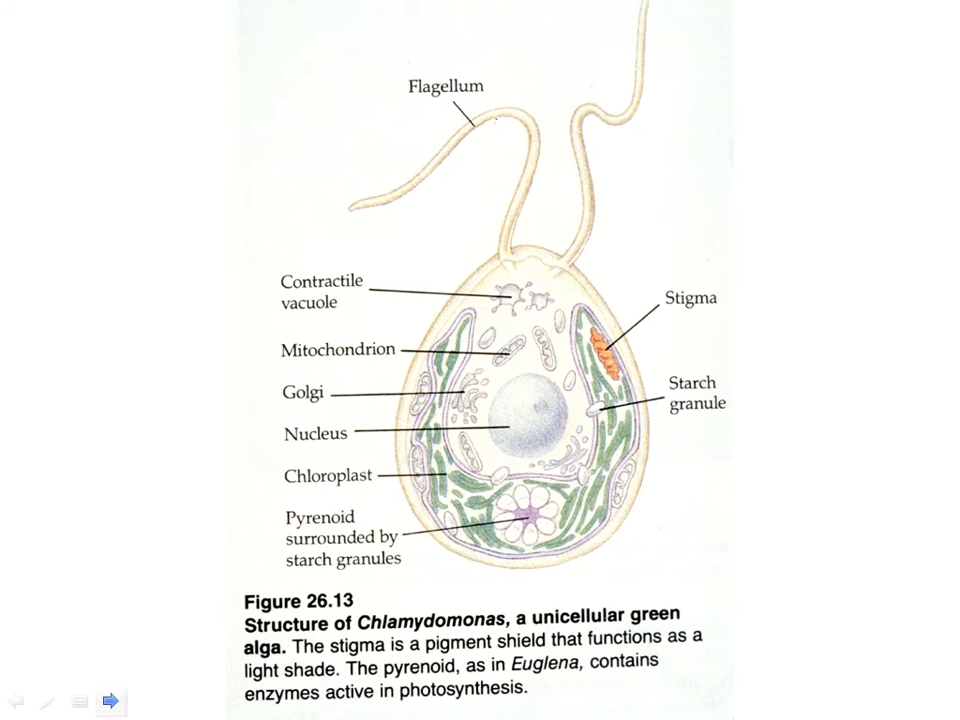 Flagellum
Contractile
vacuole
Stigma
Mitochondrion
Starch
granule
Golgi
Nucleus
Chloroplast
Pyrenoid
surrounded by
starch granules
Figure 26.13
Structure of Chlamydomonas, a unicellular green
alga. The stigma is a pigment shield that functions as a
light shade. The pyrenoid, as in Euglena, contains
enzymes active in photosynthesis.